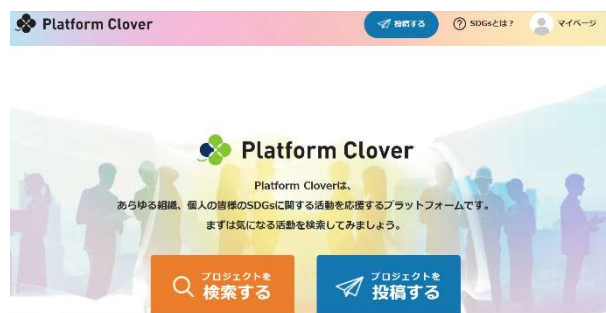 Platform Clover
投稿する
SDGsとは?
マイページ
Platform Clover
Platform Cloverは、
あらゆる組織、個人の皆様のSDGsに関する活動を応援するプラットフォームです。
まずは気になる活動を検索してみましょう。
プロジェクトを
検索する
プロジェクトを
投稿する